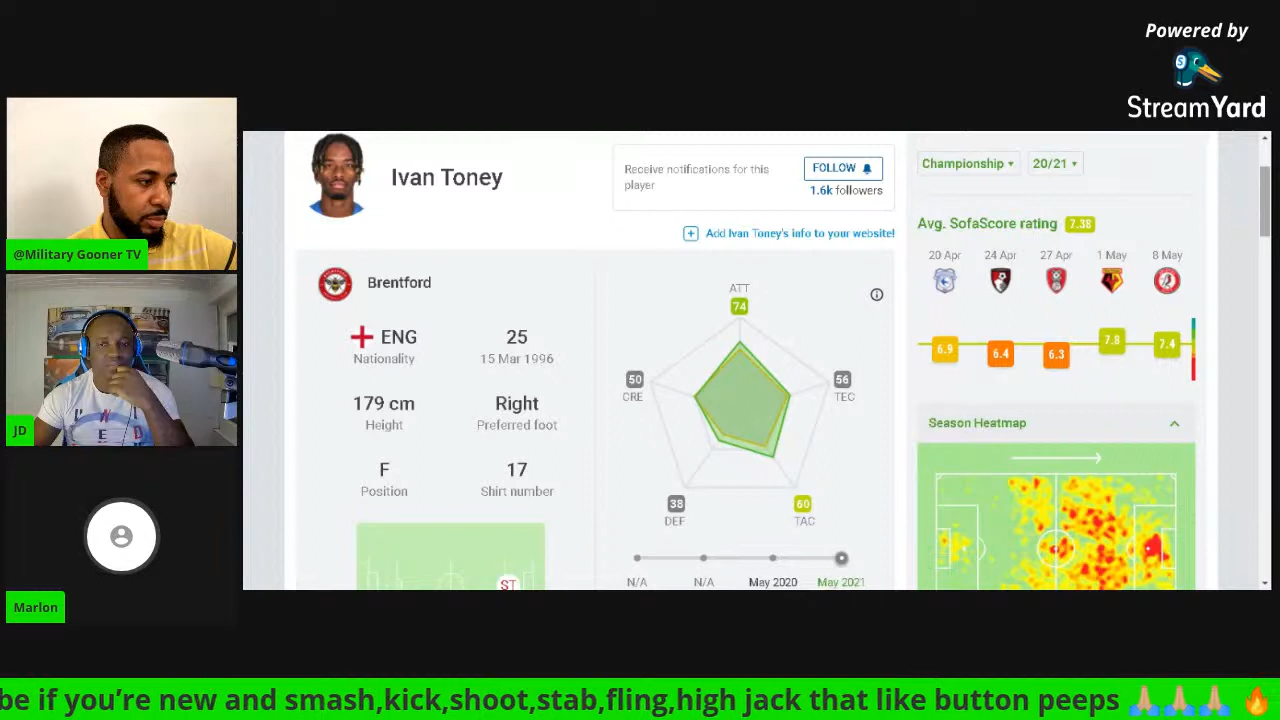 Powered by
StreamYard
@Military Gooner TV
JD
Marlon
Ivan Toney
Receive notifications for this
player
FOLLOW
1.6k followers
Add Ivan Toney's info to your website!
Brentford
ENG
Nationality
25
15 Mar 1996
179 cm
Height
Right
Preferred foot
F
Position
17
Shirt number
ST
ATT
74
50
CRE
56
TEC
38
DEF
60
TAC
N/A N/A May 2020 May 2021
Championship 20/21
Avg. SofaScore rating 7.38
20 Apr 24 Apr 27 Apr 1 May 8 May
6.9 6.4 6.3 7.8 7.4
Season Heatmap
be if you’re new and smash,kick,shoot,stab,fling,high jack that like button peeps 🙏🏼🙏🏼🙏🏼 🔥